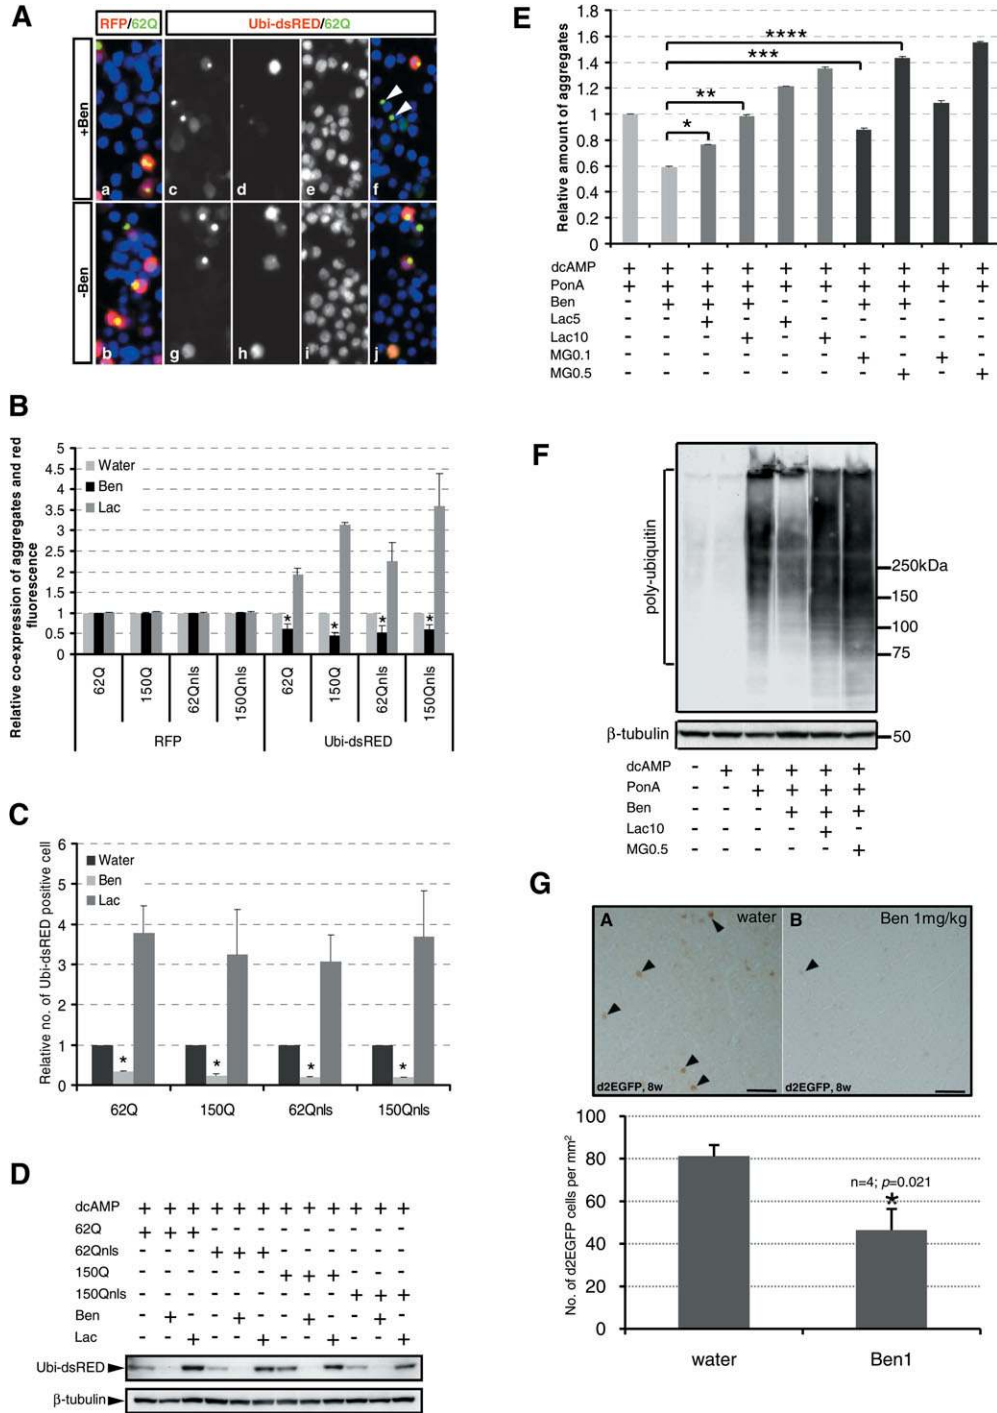 A
RFP/62Q
Ubi-dsRED/62Q
+Ben
a
c
d
e
f
-Ben
b
g
h
i
j
B
Relative co-expression of aggregates and red fluorescence
5
4.5
4
3.5
3
2.5
2
1.5
1
0.5
0
Water
Ben
Lac
* * * *
62Q 150Q 62Qnls 150Qnls 62Q 150Q 62Qnls 150Qnls
RFP Ubi-dsRED
C
Relative no. of Ubi-dsRED positive cell
6
5
4
3
2
1
0
Water
Ben
Lac
* * * *
62Q 150Q 62Qnls 150Qnls
D
dcAMP + + + + + + + + + + + +
62Q + + + - - - - - - - - -
62Qnls - - - + + + - - - - - -
150Q - - - - - - + + + - - -
150Qnls - - - - - - - - - + + +
Ben - + - - + - - + - - + -
Lac - - + - - + - - + - - +
Ubi-dsRED
β-tubulin
E
Relative amount of aggregates
1.8
1.6
1.4
1.2
1
0.8
0.6
0.4
0.2
0
****
***
**
*
dcAMP + + + + + + + + + +
PonA + + + + + + + + + +
Ben - + + + - - + + - -
Lac5 - - + - + - - - - -
Lac10 - - - + - + - - - -
MG0.1 - - - - - - + - + -
MG0.5 - - - - - - - + - +
F
poly-ubiquitin
250kDa
150
100
75
β-tubulin
50
dcAMP - + + + + +
PonA - - + + + +
Ben - - - + + +
Lac10 - - - - + -
MG0.5 - - - - - +
G
A water
d2EGFP, 8w
B Ben 1mg/kg
d2EGFP, 8w
No. of d2EGFP cells per mm²
100
80
60
40
20
0
n=4; p=0.021
*
water Ben1